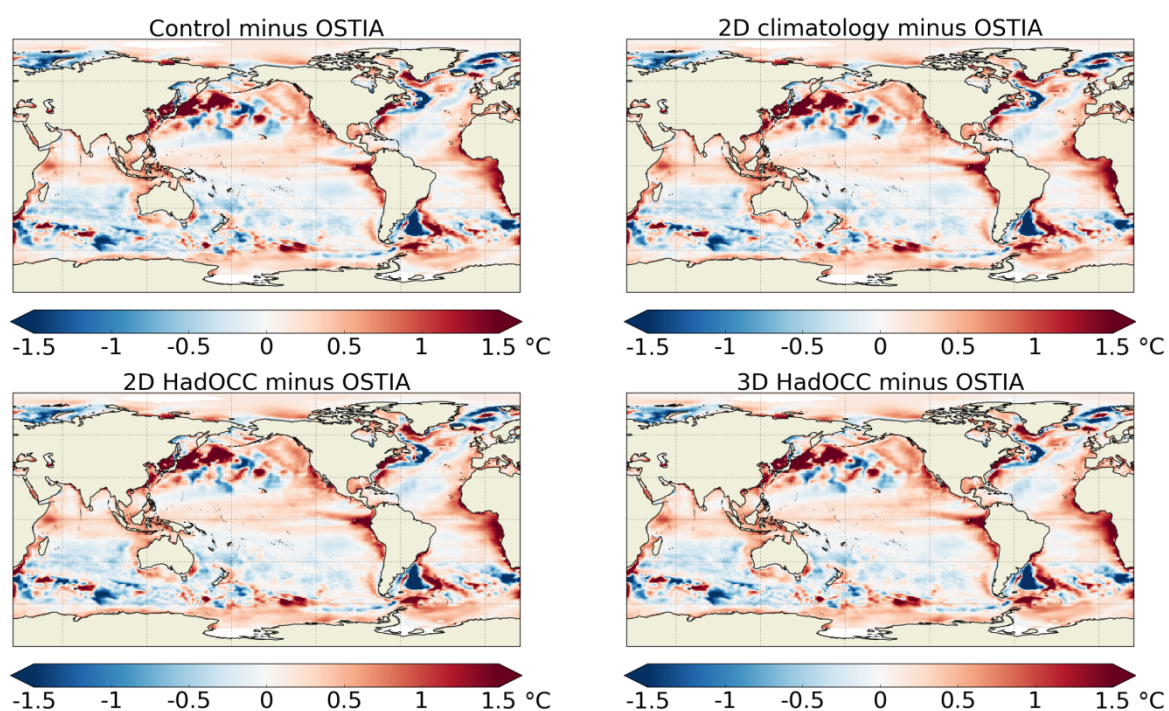 Control minus OSTIA
2D climatology minus OSTIA
-1.5 -1 -0.5 0 0.5 1 1.5 °C
-1.5 -1 -0.5 0 0.5 1 1.5 °C
2D HadOCC minus OSTIA
3D HadOCC minus OSTIA
-1.5 -1 -0.5 0 0.5 1 1.5 °C
-1.5 -1 -0.5 0 0.5 1 1.5 °C